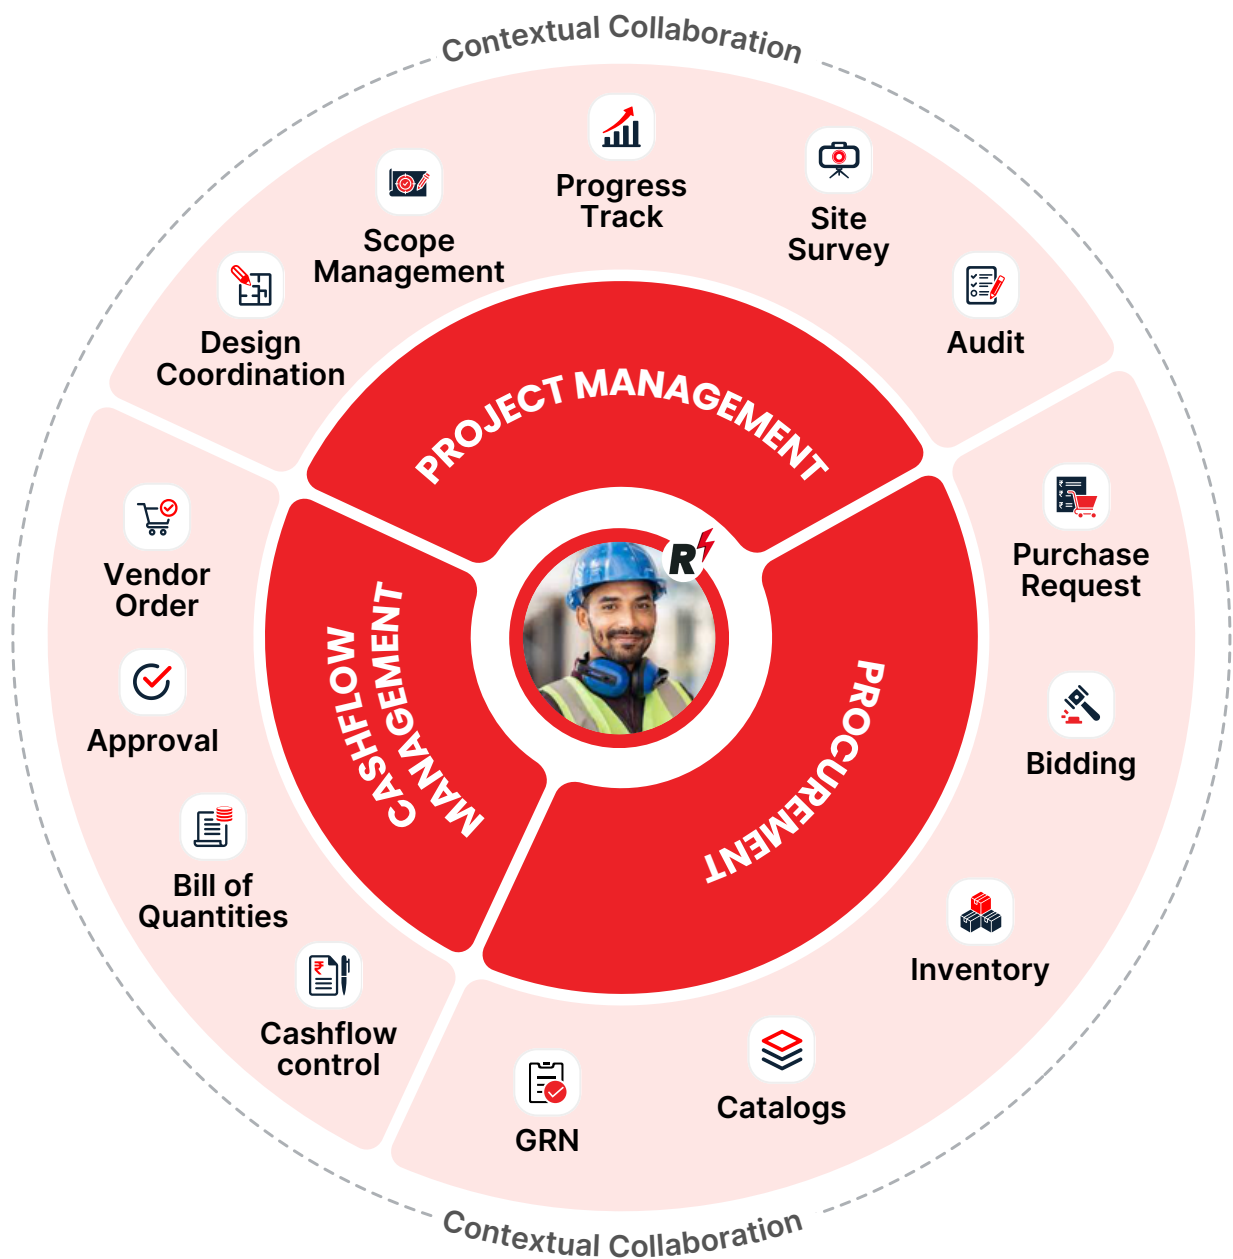 Contextual Collaboration
Progress
Track
Site
Survey
Scope
Management
Design
Coordination
Audit
PROJECT MANAGEMENT
Purchase
Request
Bidding
Inventory
Catalogs
GRN
PROCUREMENT
R
Vendor
Order
Approval
Bill of
Quantities
Cashflow
control
CASHFLOW
MANAGEMENT
Contextual Collaboration